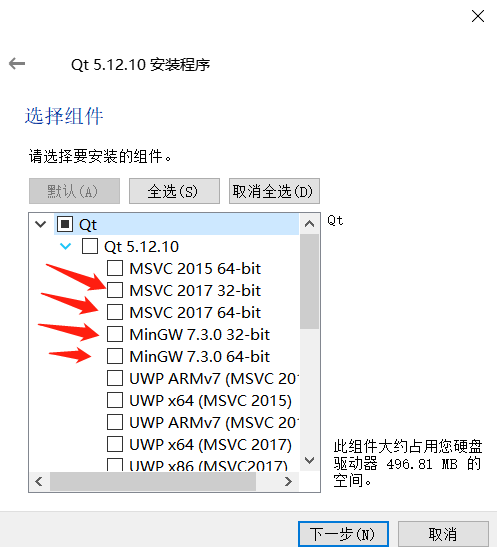 Qt 5.12.10 安装程序
选择组件
请选择要安装的组件。
默认(A)
全选(S)
取消全选(D)
Qt
Qt
Qt 5.12.10
MSVC 2015 64-bit
MSVC 2017 32-bit
MSVC 2017 64-bit
MinGW 7.3.0 32-bit
MinGW 7.3.0 64-bit
UWP ARMv7 (MSVC 201
UWP x64 (MSVC 2015)
UWP ARMv7 (MSVC 201
UWP x64 (MSVC 2017)
UWP x86 (MSVC2017)
此组件大约占用您硬盘
驱动器 496.81 MB 的
空间。
下一步(N)
取消